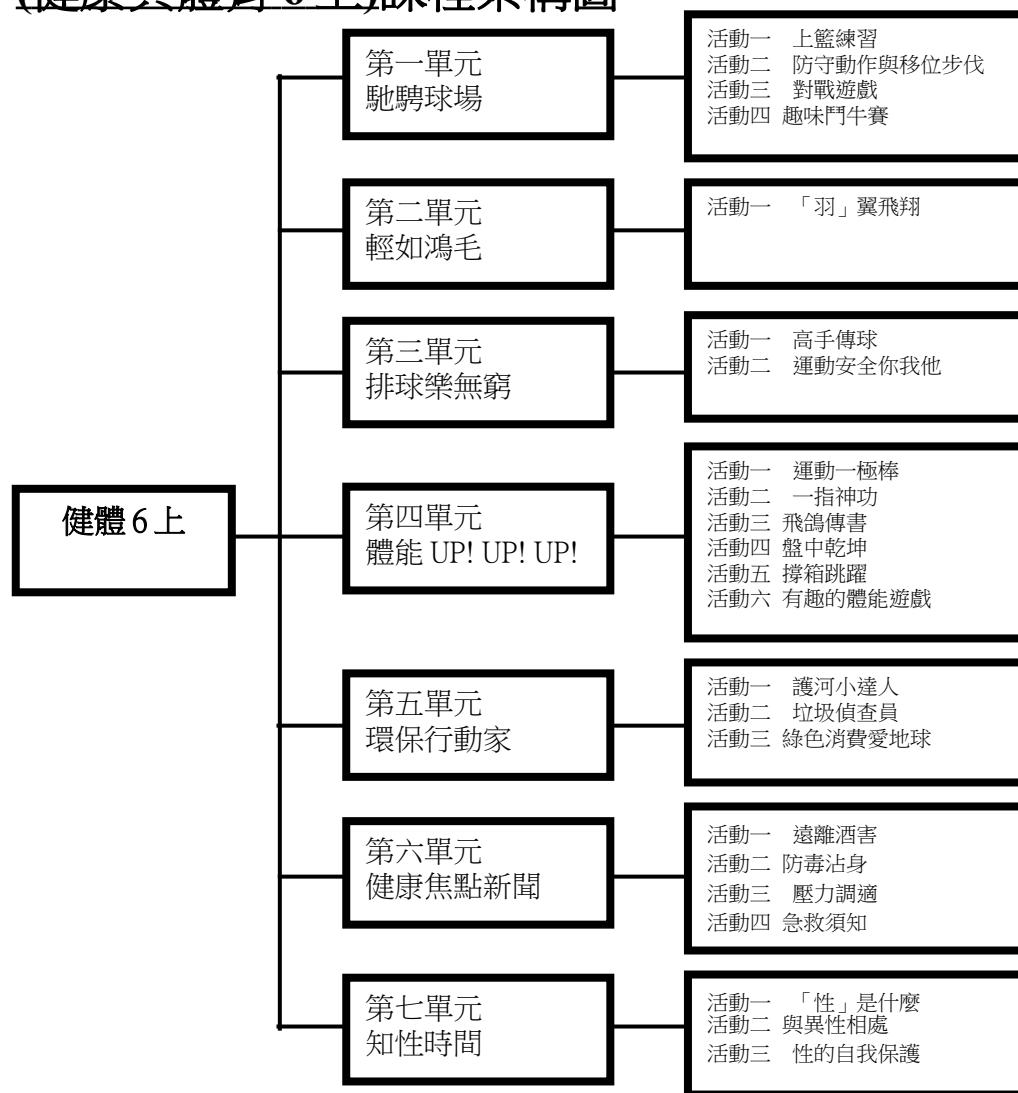 (健康與體育6上)課程架構圖
健體6上
第一單元
馳騁球場
活動一 上籃練習
活動二 防守動作與移位步伐
活動三 對戰遊戲
活動四 趣味鬥牛賽
第二單元
輕如鴻毛
活動一 「羽」翼飛翔
第三單元
排球樂無窮
活動一 高手傳球
活動二 運動安全你我他
第四單元
體能 UP! UP! UP!
活動一 運動一極棒
活動二 一指神功
活動三 飛鴿傳書
活動四 盤中乾坤
活動五 撐箱跳躍
活動六 有趣的體能遊戲
第五單元
環保行動家
活動一 護河小達人
活動二 垃圾偵查員
活動三 綠色消費愛地球
第六單元
健康焦點新聞
活動一 遠離酒害
活動二 防毒沾身
活動三 壓力調適
活動四 急救須知
第七單元
知性時間
活動一 「性」是什麼
活動二 與異性相處
活動三 性的自我保護